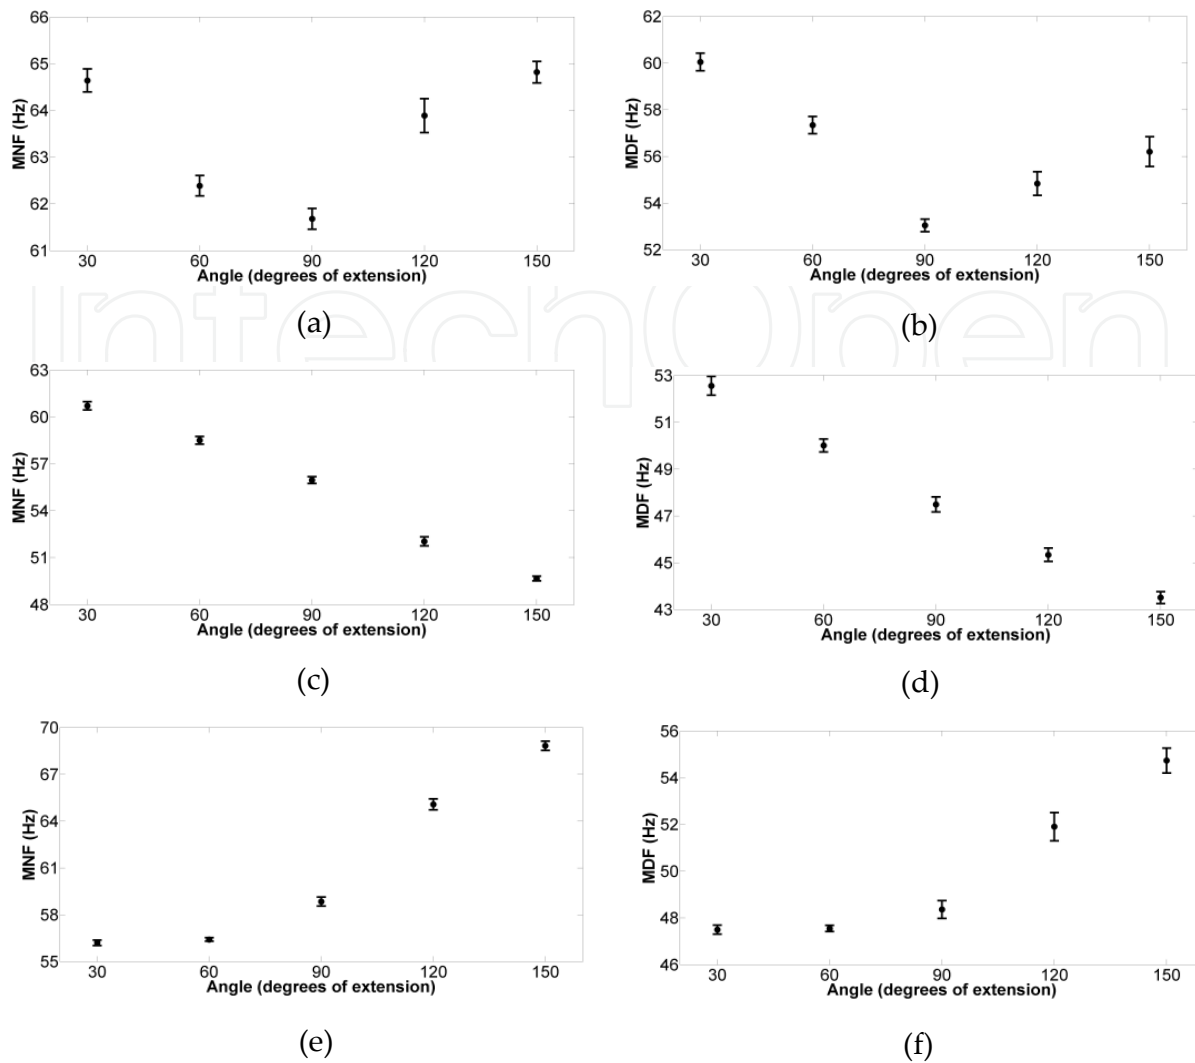 66
65
64
63
62
61
MNF (Hz)
30 60 90 120 150
Angle (degrees of extension)
(a)
62
60
58
56
54
52
MDF (Hz)
30 60 90 120 150
Angle (degrees of extension)
(b)
IntechOpen
63
60
57
54
51
48
MNF (Hz)
30 60 90 120 150
Angle (degrees of extension)
(c)
53
51
49
47
45
43
MDF (Hz)
30 60 90 120 150
Angle (degrees of extension)
(d)
70
67
64
61
58
55
MNF (Hz)
30 60 90 120 150
Angle (degrees of extension)
(e)
56
54
52
50
48
46
MDF (Hz)
30 60 90 120 150
Angle (degrees of extension)
(f)